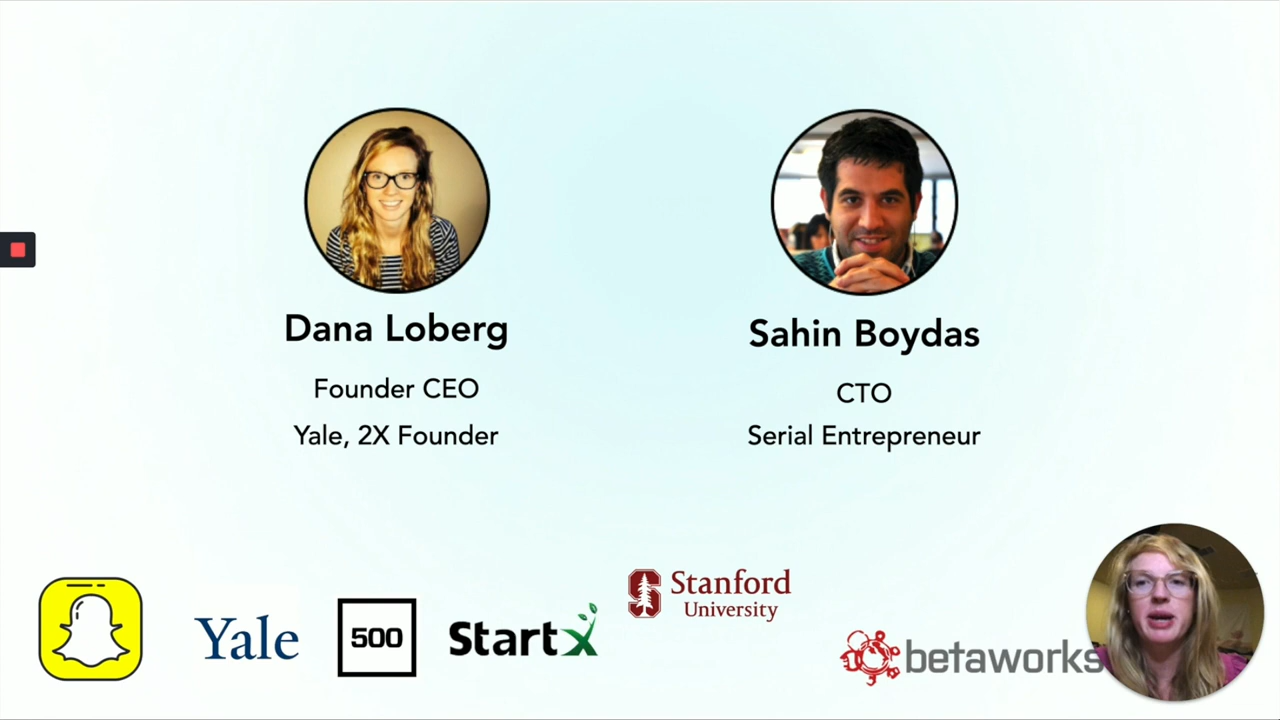 Dana Loberg
Founder CEO
Yale, 2X Founder
Sahin Boydas
CTO
Serial Entrepreneur
Yale
500
StartX
Stanford
University
betaworks